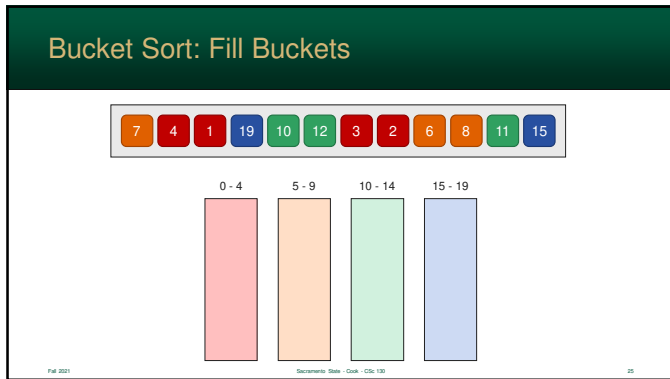 Bucket Sort: Fill Buckets
7 4 1 19 10 12 3 2 6 8 11 15
0 - 4 5 - 9 10 - 14 15 - 19
Fall 2021 Sacramento State - Cook - CSc 130 25